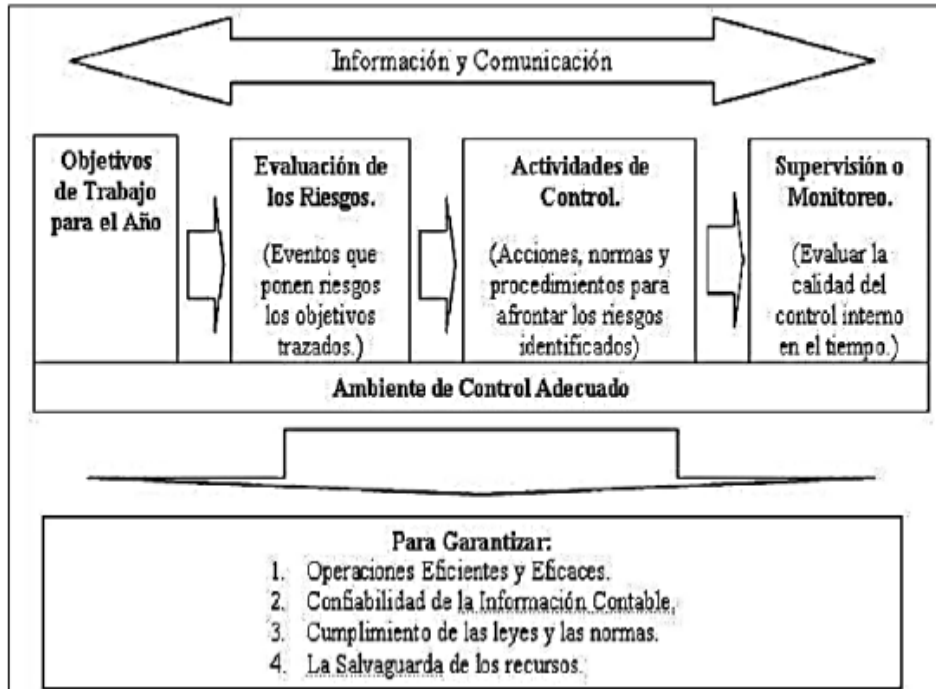 Información y Comunicación
Objetivos
de Trabajo
para el Año
Evaluación de
los Riesgos.
(Eventos que
ponen riesgos
los objetivos
trazados.)
Actividades de
Control.
(Acciones, normas y
procedimientos para
afrontar los riesgos
identificados)
Supervisión o
Monitoreo.
(Evaluar la
calidad del
control interno
en el tiempo.)
Ambiente de Control Adecuado
Para Garantizar:
1. Operaciones Eficientes y Eficaces.
2. Confiabilidad de la Información Contable.
3. Cumplimiento de las leyes y las normas.
4. La Salvaguarda de los recursos.